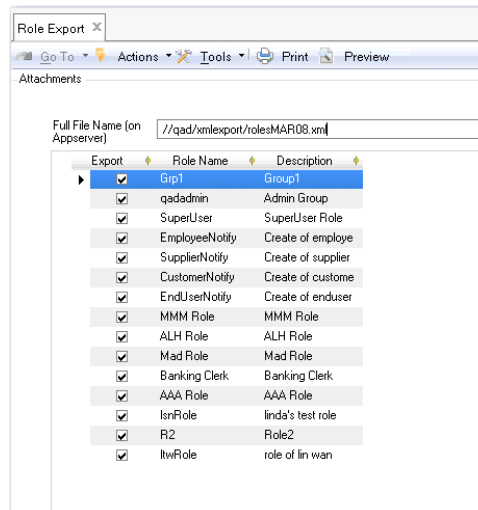 Role Export
Go To Actions Tools Print Preview
Attachments
Full File Name (on
Appserver)
//qad/xmlexport/rolesMAR08.xml
Export Role Name Description
Grp1 Group1
qadadmin Admin Group
SuperUser SuperUser Role
EmployeeNotify Create of employe
SupplierNotify Create of supplier
CustomerNotify Create of custome
EndUserNotify Create of enduser
MMM Role MMM Role
ALH Role ALH Role
Mad Role Mad Role
Banking Clerk Banking Clerk
AAA Role AAA Role
lsnRole linda's test role
R2 Role2
ltwRole role of lin wan